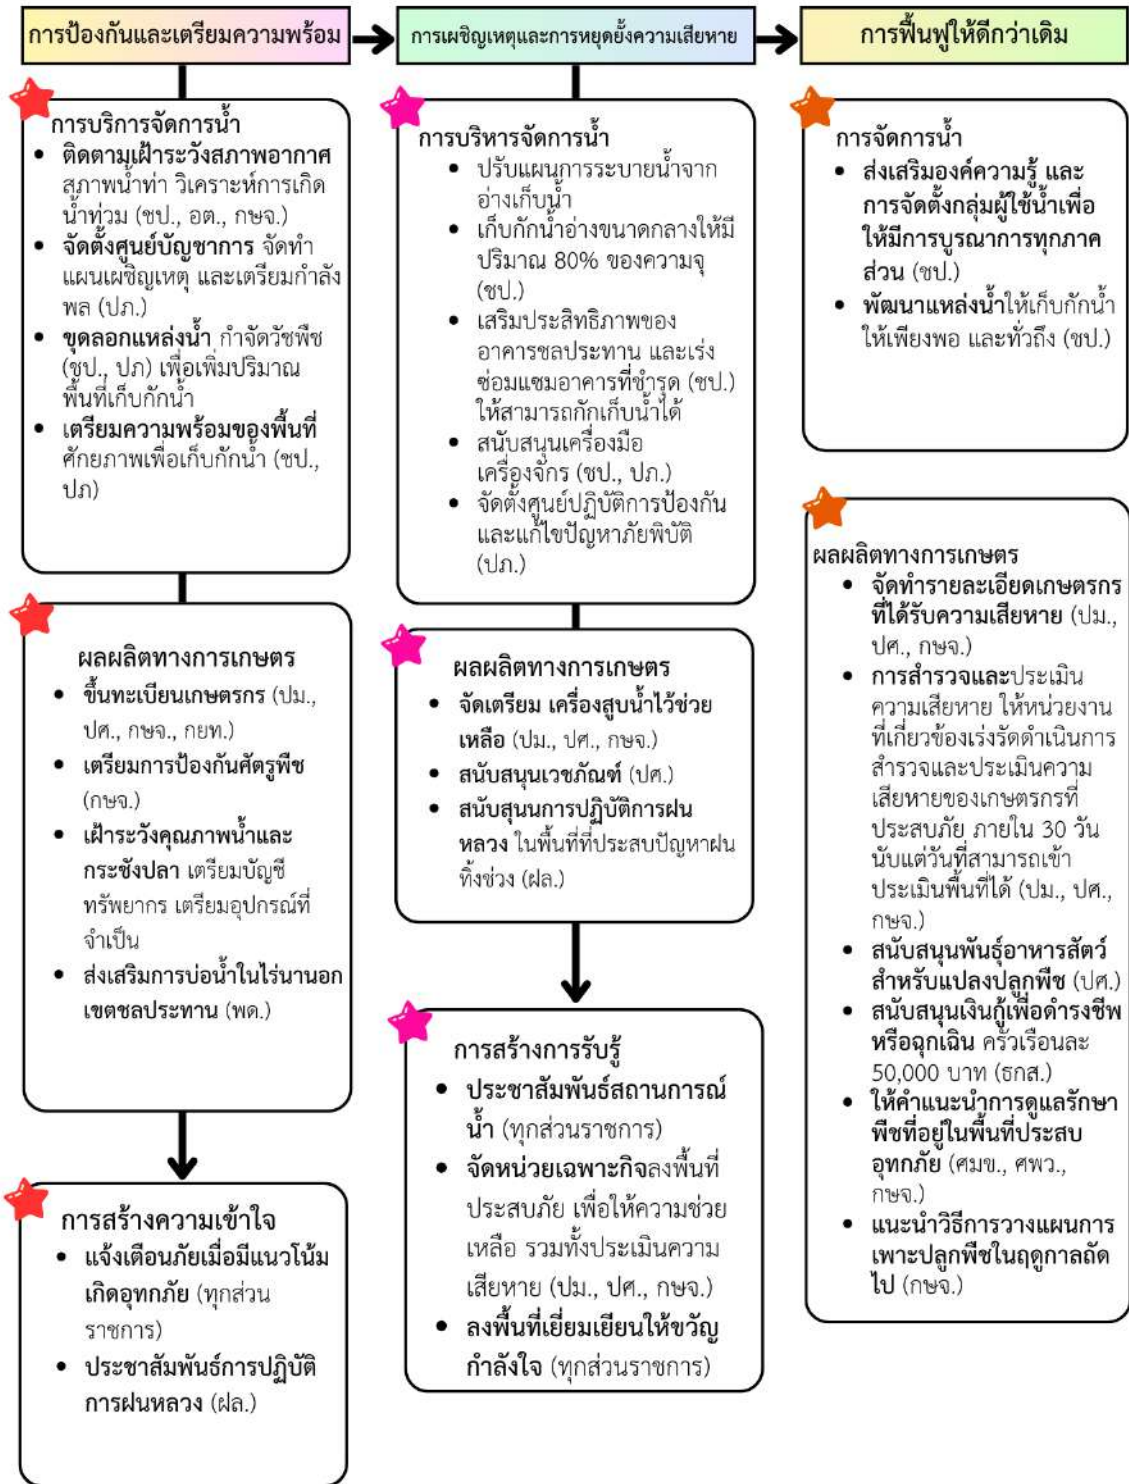 การป้องกันและเตรียมความพร้อม
การเผชิญเหตุและการหยุดยั้งความเสียหาย
การฟื้นฟูให้ดีกว่าเดิม
การบริการจัดการน้ำ
ติดตามเฝ้าระวังสภาพอากาศ
สภาพน้ำท่า วิเคราะห์การเกิด
น้ำท่วม (ชป., อต., กษจ.)
จัดตั้งศูนย์บัญชาการ จัดทำ
แผนเผชิญเหตุ และเตรียมกำลัง
พล (ปภ.)
ขุดลอกแหล่งน้ำ กำจัดวัชพืช
(ชป., ปภ) เพื่อเพิ่มปริมาณ
พื้นที่เก็บกักน้ำ
เตรียมความพร้อมของพื้นที่
ศักยภาพเพื่อเก็บกักน้ำ (ชป.,
ปภ)
ผลผลิตทางการเกษตร
ขึ้นทะเบียนเกษตรกร (ปม.,
ปศ., กษจ., กยท.)
เตรียมการป้องกันศัตรูพืช
(กษจ.)
เฝ้าระวังคุณภาพน้ำและ
กระชังปลา เตรียมบัญชี
ทรัพยากร เตรียมอุปกรณ์ที่
จำเป็น
ส่งเสริมการบ่อน้ำในไร่นานอก
เขตชลประทาน (พด.)
การสร้างความเข้าใจ
แจ้งเตือนภัยเมื่อมีแนวโน้ม
เกิดอุทกภัย (ทุกส่วน
ราชการ)
ประชาสัมพันธ์การปฏิบัติ
การฝนหลวง (ฝล.)
การบริหารจัดการน้ำ
ปรับแผนการระบายน้ำจาก
อ่างเก็บน้ำ
เก็บกักน้ำอ่างขนาดกลางให้มี
ปริมาณ 80% ของความจุ
(ชป.)
เสริมประสิทธิภาพของ
อาคารชลประทาน และเร่ง
ซ่อมแซมอาคารที่ชำรุด (ชป.)
ให้สามารถกักเก็บน้ำได้
สนับสนุนเครื่องมือ
เครื่องจักร (ชป., ปภ.)
จัดตั้งศูนย์ปฏิบัติการป้องกัน
และแก้ไขปัญหาภัยพิบัติ
(ปภ.)
ผลผลิตทางการเกษตร
จัดเตรียม เครื่องสูบน้ำไว้ช่วย
เหลือ (ปม., ปศ., กษจ.)
สนับสนุนเวชภัณฑ์ (ปศ.)
สนับสุนนการปฏิบัติการฝน
หลวง ในพื้นที่ที่ประสบปัญหาฝน
ทิ้งช่วง (ฝล.)
การสร้างการรับรู้
ประชาสัมพันธ์สถานการณ์
น้ำ (ทุกส่วนราชการ)
จัดหน่วยเฉพาะกิจลงพื้นที่
ประสบภัย เพื่อให้ความช่วย
เหลือ รวมทั้งประเมินความ
เสียหาย (ปม., ปศ., กษจ.)
ลงพื้นที่เยี่ยมเยียนให้ขวัญ
กำลังใจ (ทุกส่วนราชการ)
การจัดการน้ำ
ส่งเสริมองค์ความรู้ และ
การจัดตั้งกลุ่มผู้ใช้น้ำเพื่อ
ให้มีการบูรณาการทุกภาค
ส่วน (ชป.)
พัฒนาแหล่งน้ำให้เก็บกักน้ำ
ให้เพียงพอ และทั่วถึง (ชป.)
ผลผลิตทางการเกษตร
จัดทำรายละเอียดเกษตรกร
ที่ได้รับความเสียหาย (ปม.,
ปศ., กษจ.)
การสำรวจและประเมิน
ความเสียหาย ให้หน่วยงาน
ที่เกี่ยวข้องเร่งรัดดำเนินการ
สำรวจและประเมินความ
เสียหายของเกษตรกรที่
ประสบภัย ภายใน 30 วัน
นับแต่วันที่สามารถเข้า
ประเมินพื้นที่ได้ (ปม., ปศ.,
กษจ.)
สนับสนุนพันธุ์อาหารสัตว์
สำหรับแปลงปลูกพืช (ปศ.)
สนับสนุนเงินกู้เพื่อดำรงชีพ
หรือฉุกเฉิน ครัวเรือนละ
50,000 บาท (ธกส.)
ให้คำแนะนำการดูแลรักษา
พืชที่อยู่ในพื้นที่ประสบ
อุทกภัย (ศมข., ศพว.,
กษจ.)
แนะนำวิธีการวางแผนการ
เพาะปลูกพืชในฤดูกาลถัด
ไป (กษจ.)